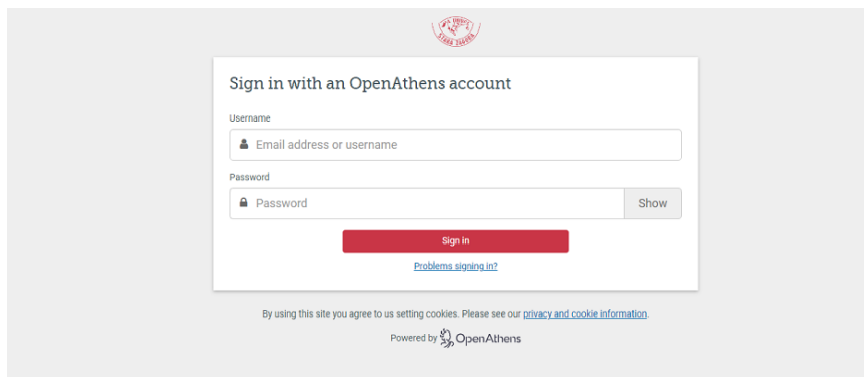 STARA ZAGORA
Sign in with an OpenAthens account
Username
Email address or username
Password
Password
Show
Sign in
Problems signing in?
By using this site you agree to us setting cookies. Please see our privacy and cookie information.
Powered by OpenAthens